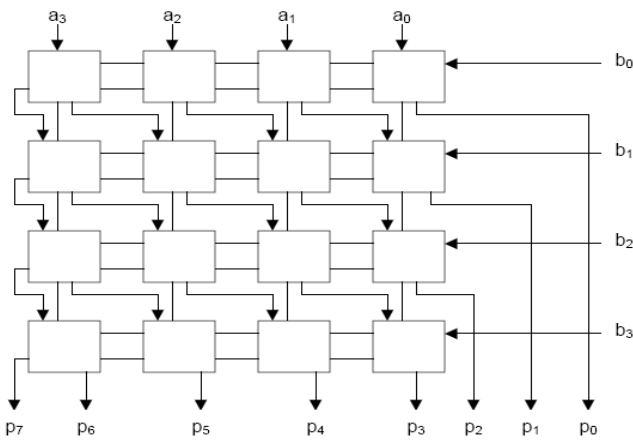 a₃ a₂ a₁ a₀
b₀
b₁
b₂
b₃
p₇ p₆ p₅ p₄ p₃ p₂ p₁ p₀